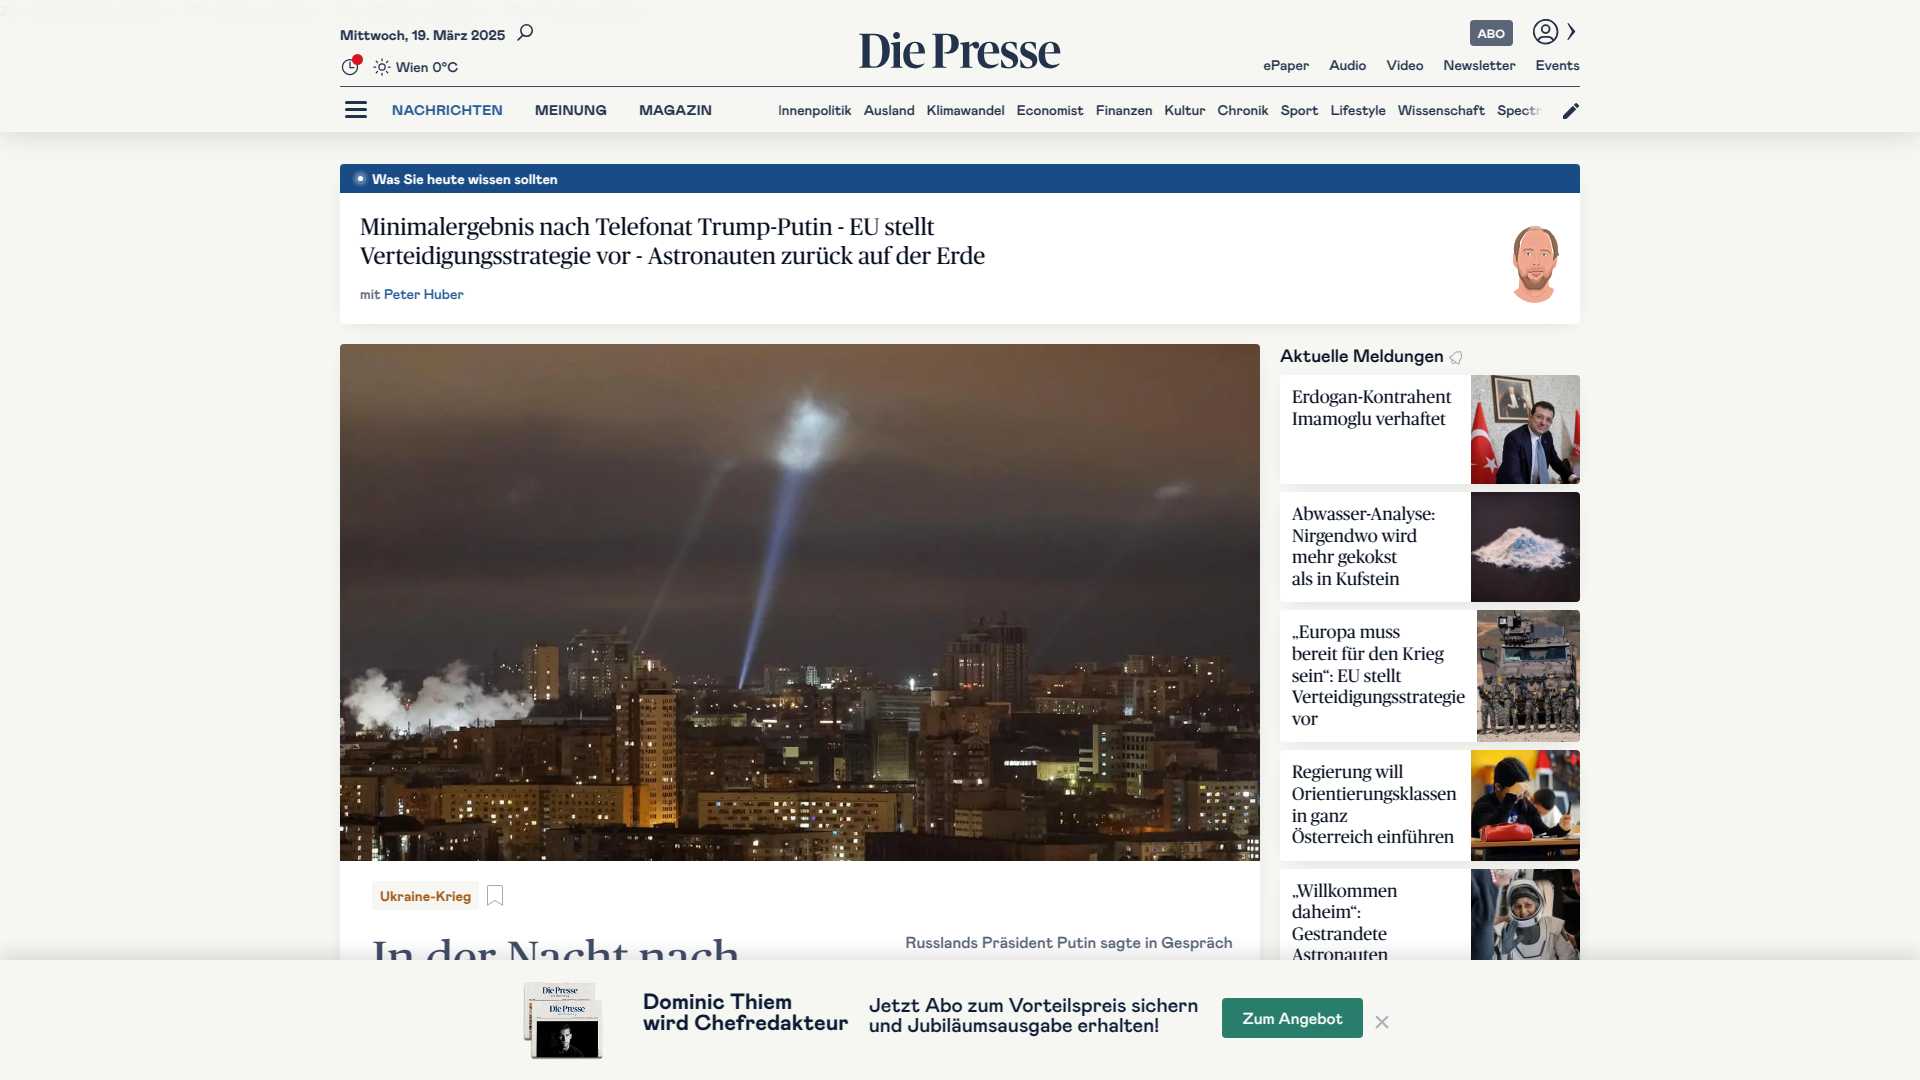 Mittwoch, 19. März 2025
Wien 0°C
Die Presse
ABO
ePaper Audio Video Newsletter Events
NACHRICHTEN MEINUNG MAGAZIN
Innenpolitik Ausland Klimawandel Economist Finanzen Kultur Chronik Sport Lifestyle Wissenschaft Spectr
Was Sie heute wissen sollten
Minimalergebnis nach Telefonat Trump-Putin - EU stellt
Verteidigungsstrategie vor - Astronauten zurück auf der Erde
mit Peter Huber
Ukraine-Krieg
In der Nacht nach
Russlands Präsident Putin sagte in Gespräch
Aktuelle Meldungen
Erdogan-Kontrahent
Imamoglu verhaftet
Abwasser-Analyse:
Nirgendwo wird
mehr gekokst
als in Kufstein
„Europa muss
bereit für den Krieg
sein“: EU stellt
Verteidigungsstrategie
vor
Regierung will
Orientierungsklassen
in ganz
Österreich einführen
„Willkommen
daheim“:
Gestrandete
Astronauten
Die Presse
Die Presse
Dominic Thiem
wird Chefredakteur
Jetzt Abo zum Vorteilspreis sichern
und Jubiläumsausgabe erhalten!
Zum Angebot